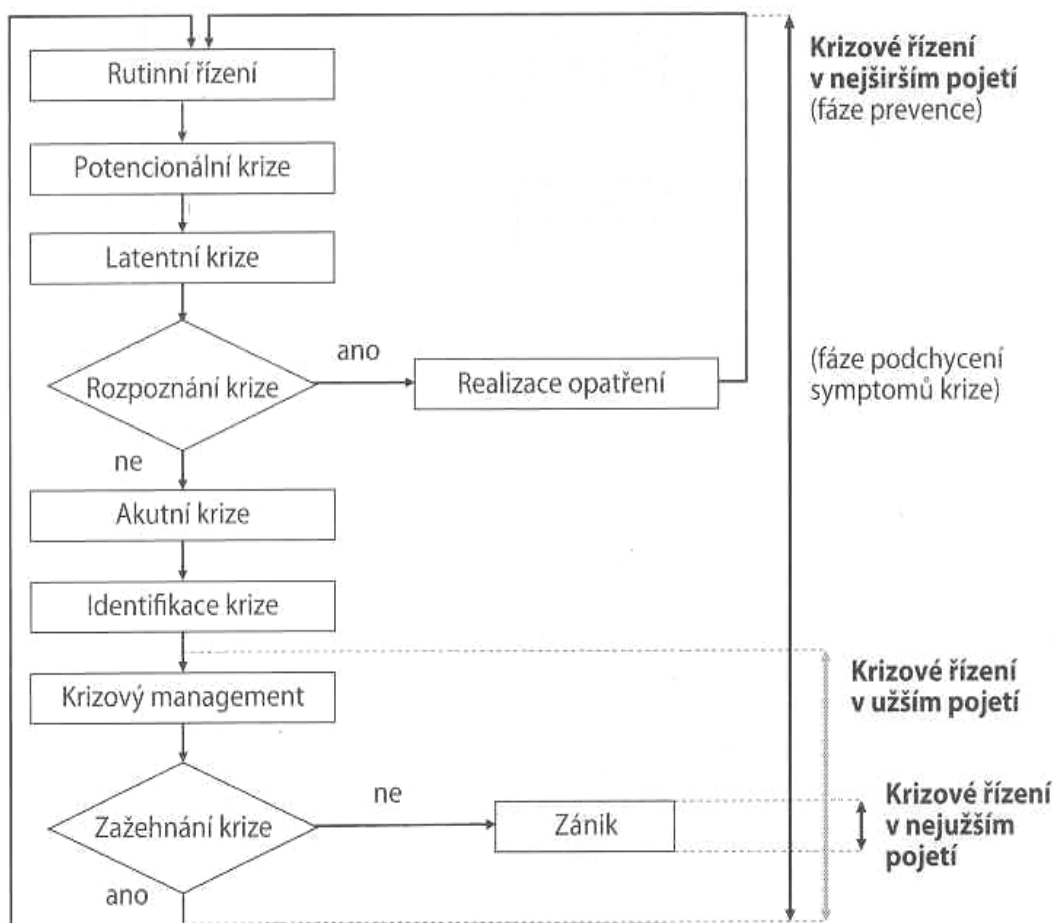 Rutinní řízení
Potencionální krize
Latentní krize
Rozpoznání krize
ano
Realizace opatření
ne
Akutní krize
Identifikace krize
Krizový management
Zažehnání krize
ne
Zánik
ano
Krizové řízení
v nejširším pojetí
(fáze prevence)
(fáze podchycení
symptomů krize)
Krizové řízení
v užším pojetí
Krizové řízení
v nejužším
pojetí